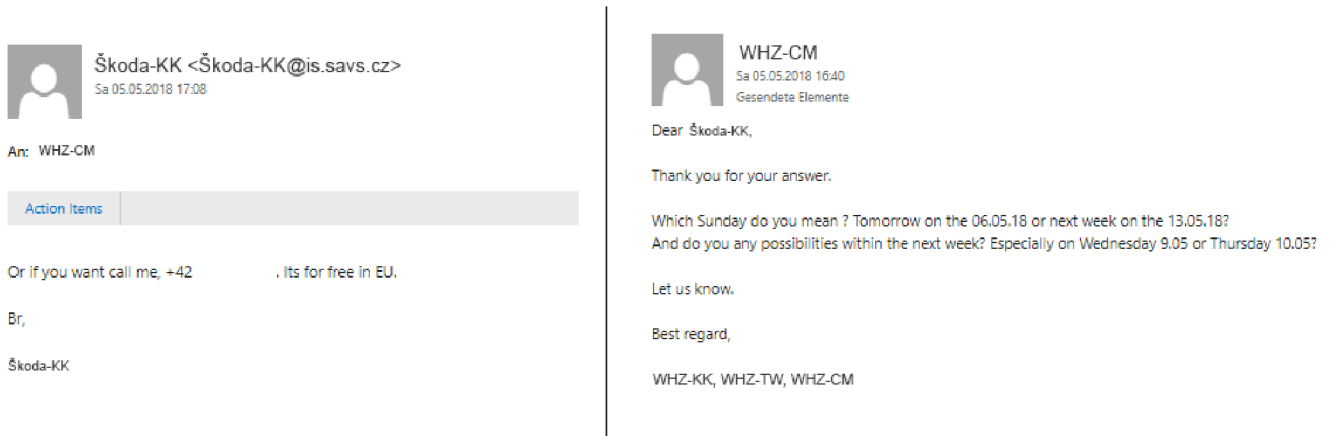 Škoda-KK <Škoda-KK@is.savs.cz>
Sa 05.05.2018 17:08
An: WHZ-CM
Action Items
Or if you want call me, +42 . Its for free in EU.
Br,
Škoda-KK
WHZ-CM
Sa 05.05.2018 16:40
Gesendete Elemente
Dear Škoda-KK,
Thank you for your answer.
Which Sunday do you mean ? Tomorrow on the 06.05.18 or next week on the 13.05.18?
And do you any possibilities within the next week? Especially on Wednesday 9.05 or Thursday 10.05?
Let us know.
Best regard,
WHZ-KK, WHZ-TW, WHZ-CM